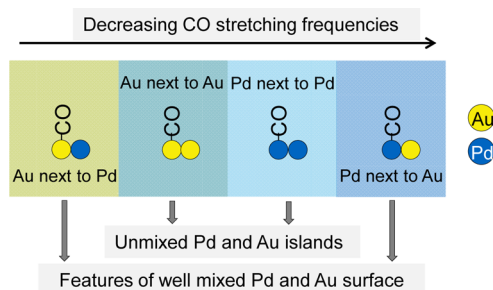 Decreasing CO stretching frequencies
CO
Au next to Pd
Au next to Au
CO
Pd next to Pd
CO
CO
Pd next to Au
Au
Pd
Unmixed Pd and Au islands
Features of well mixed Pd and Au surface